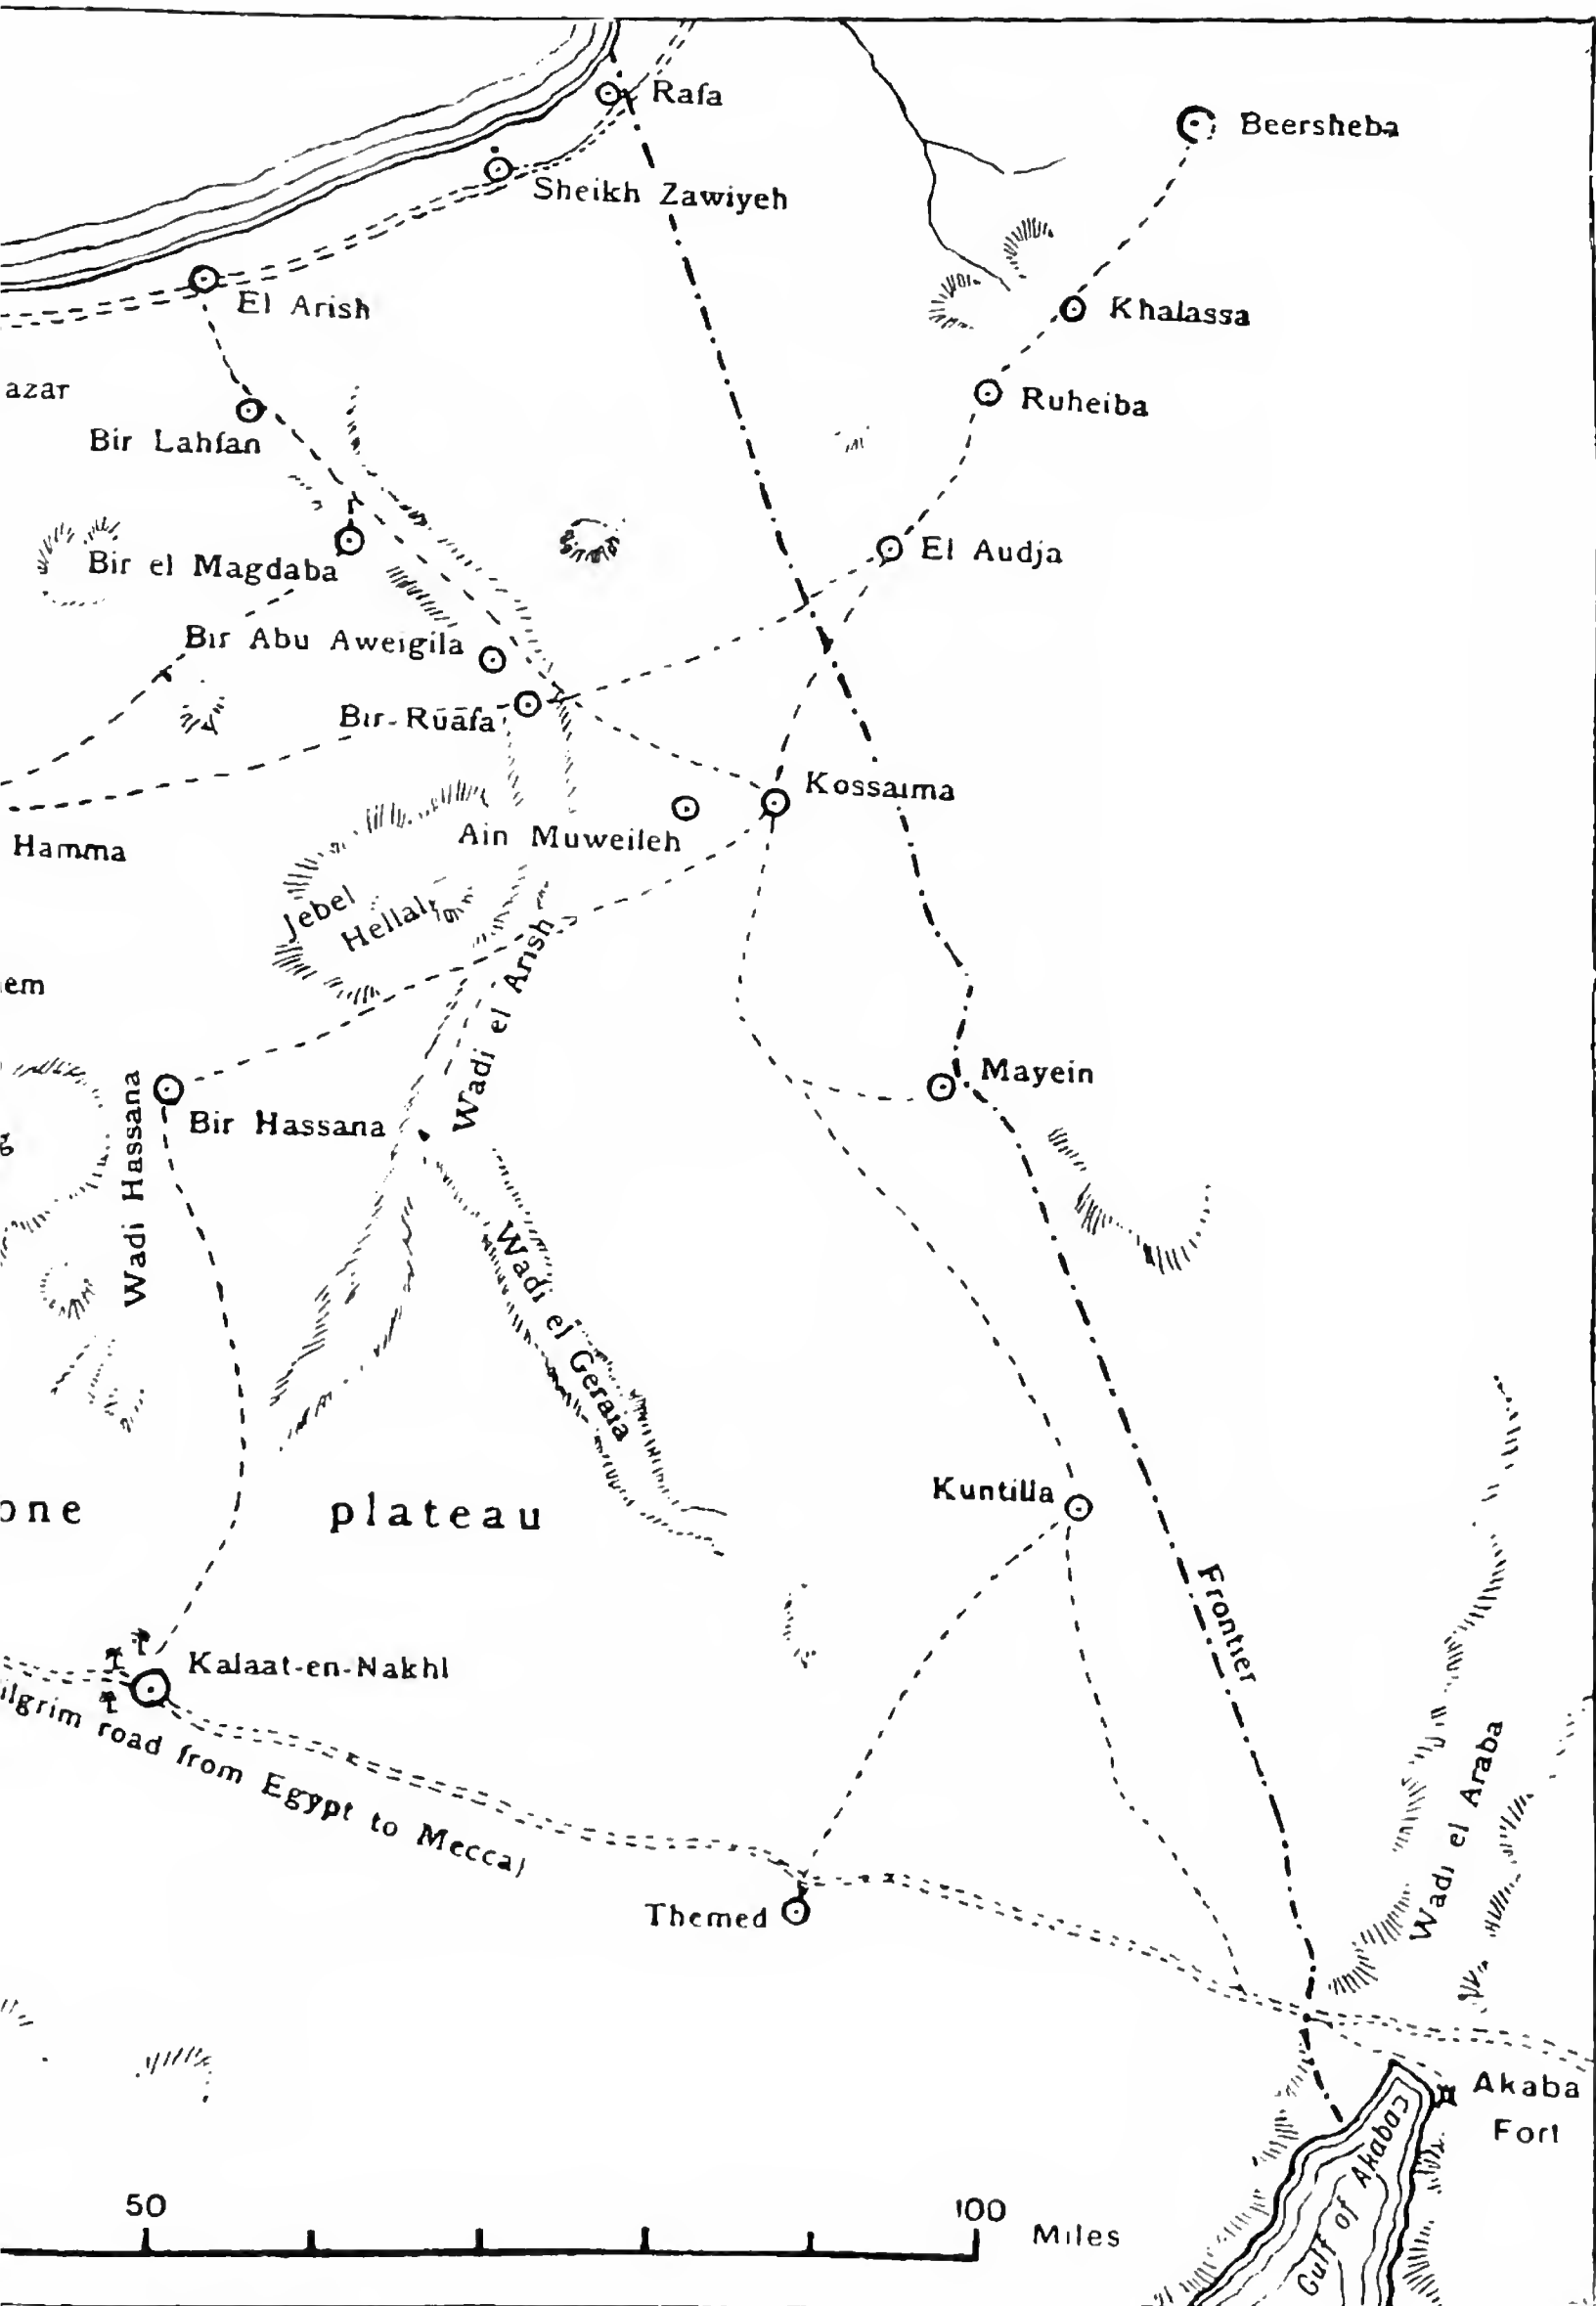 Rafa
Beersheba
Sheikh Zawiyeh
El Arish
Khalassa
azar
Ruheiba
Bir Lahfan
El Audja
Bir el Magdaba
Bir Abu Aweigila
Bir-Rūāfa
Kossaima
Ain Muweileh
Hamma
Jebel
Hellal
Wadi el Arish
em
Mayein
Bir Hassana
Wadi Hassana
g
Wadi el Geraia
Kuntilla
one plateau
Frontier
Kalaat-en-Nakhl
ilgrim road from Egypt to Mecca)
Wadi el Araba
Themed
Akaba
Fort
Gulf of Akaba
50 100 Miles